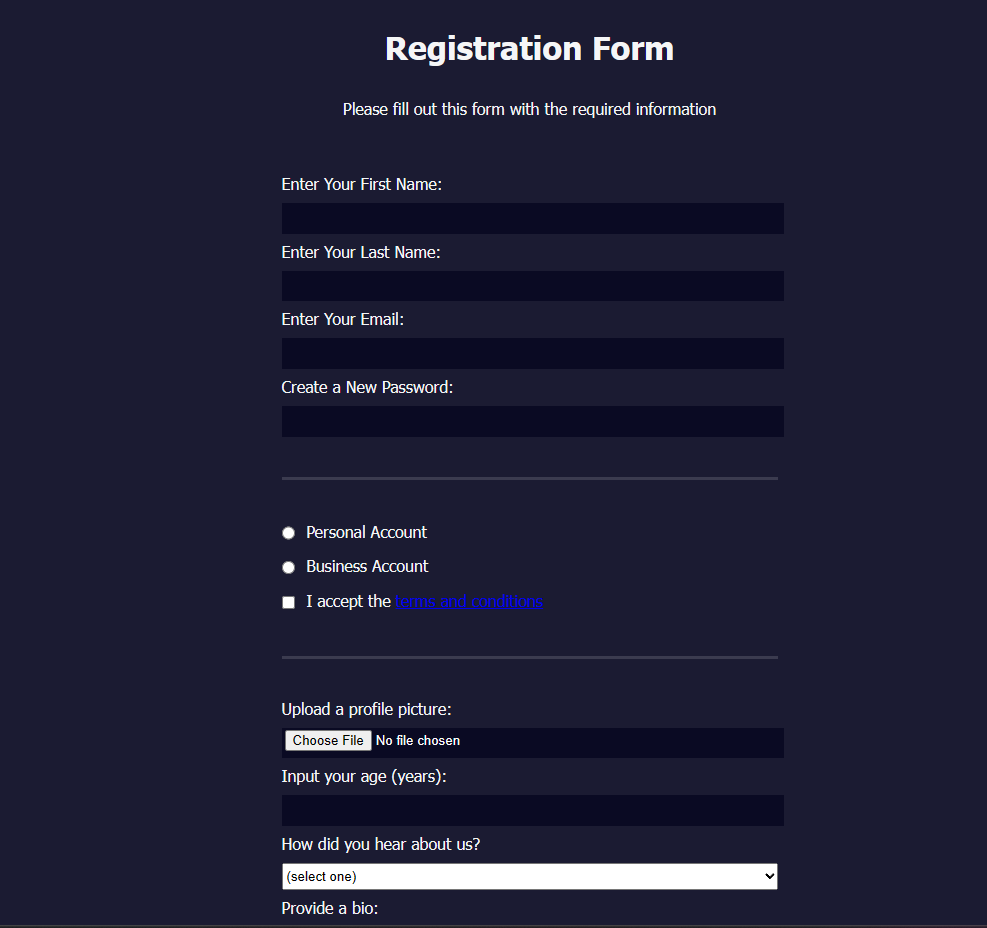 Registration Form
Please fill out this form with the required information
Enter Your First Name:
Enter Your Last Name:
Enter Your Email:
Create a New Password:
Personal Account
Business Account
I accept the terms and conditions
Upload a profile picture:
Choose File No file chosen
Input your age (years):
How did you hear about us?
(select one)
Provide a bio: